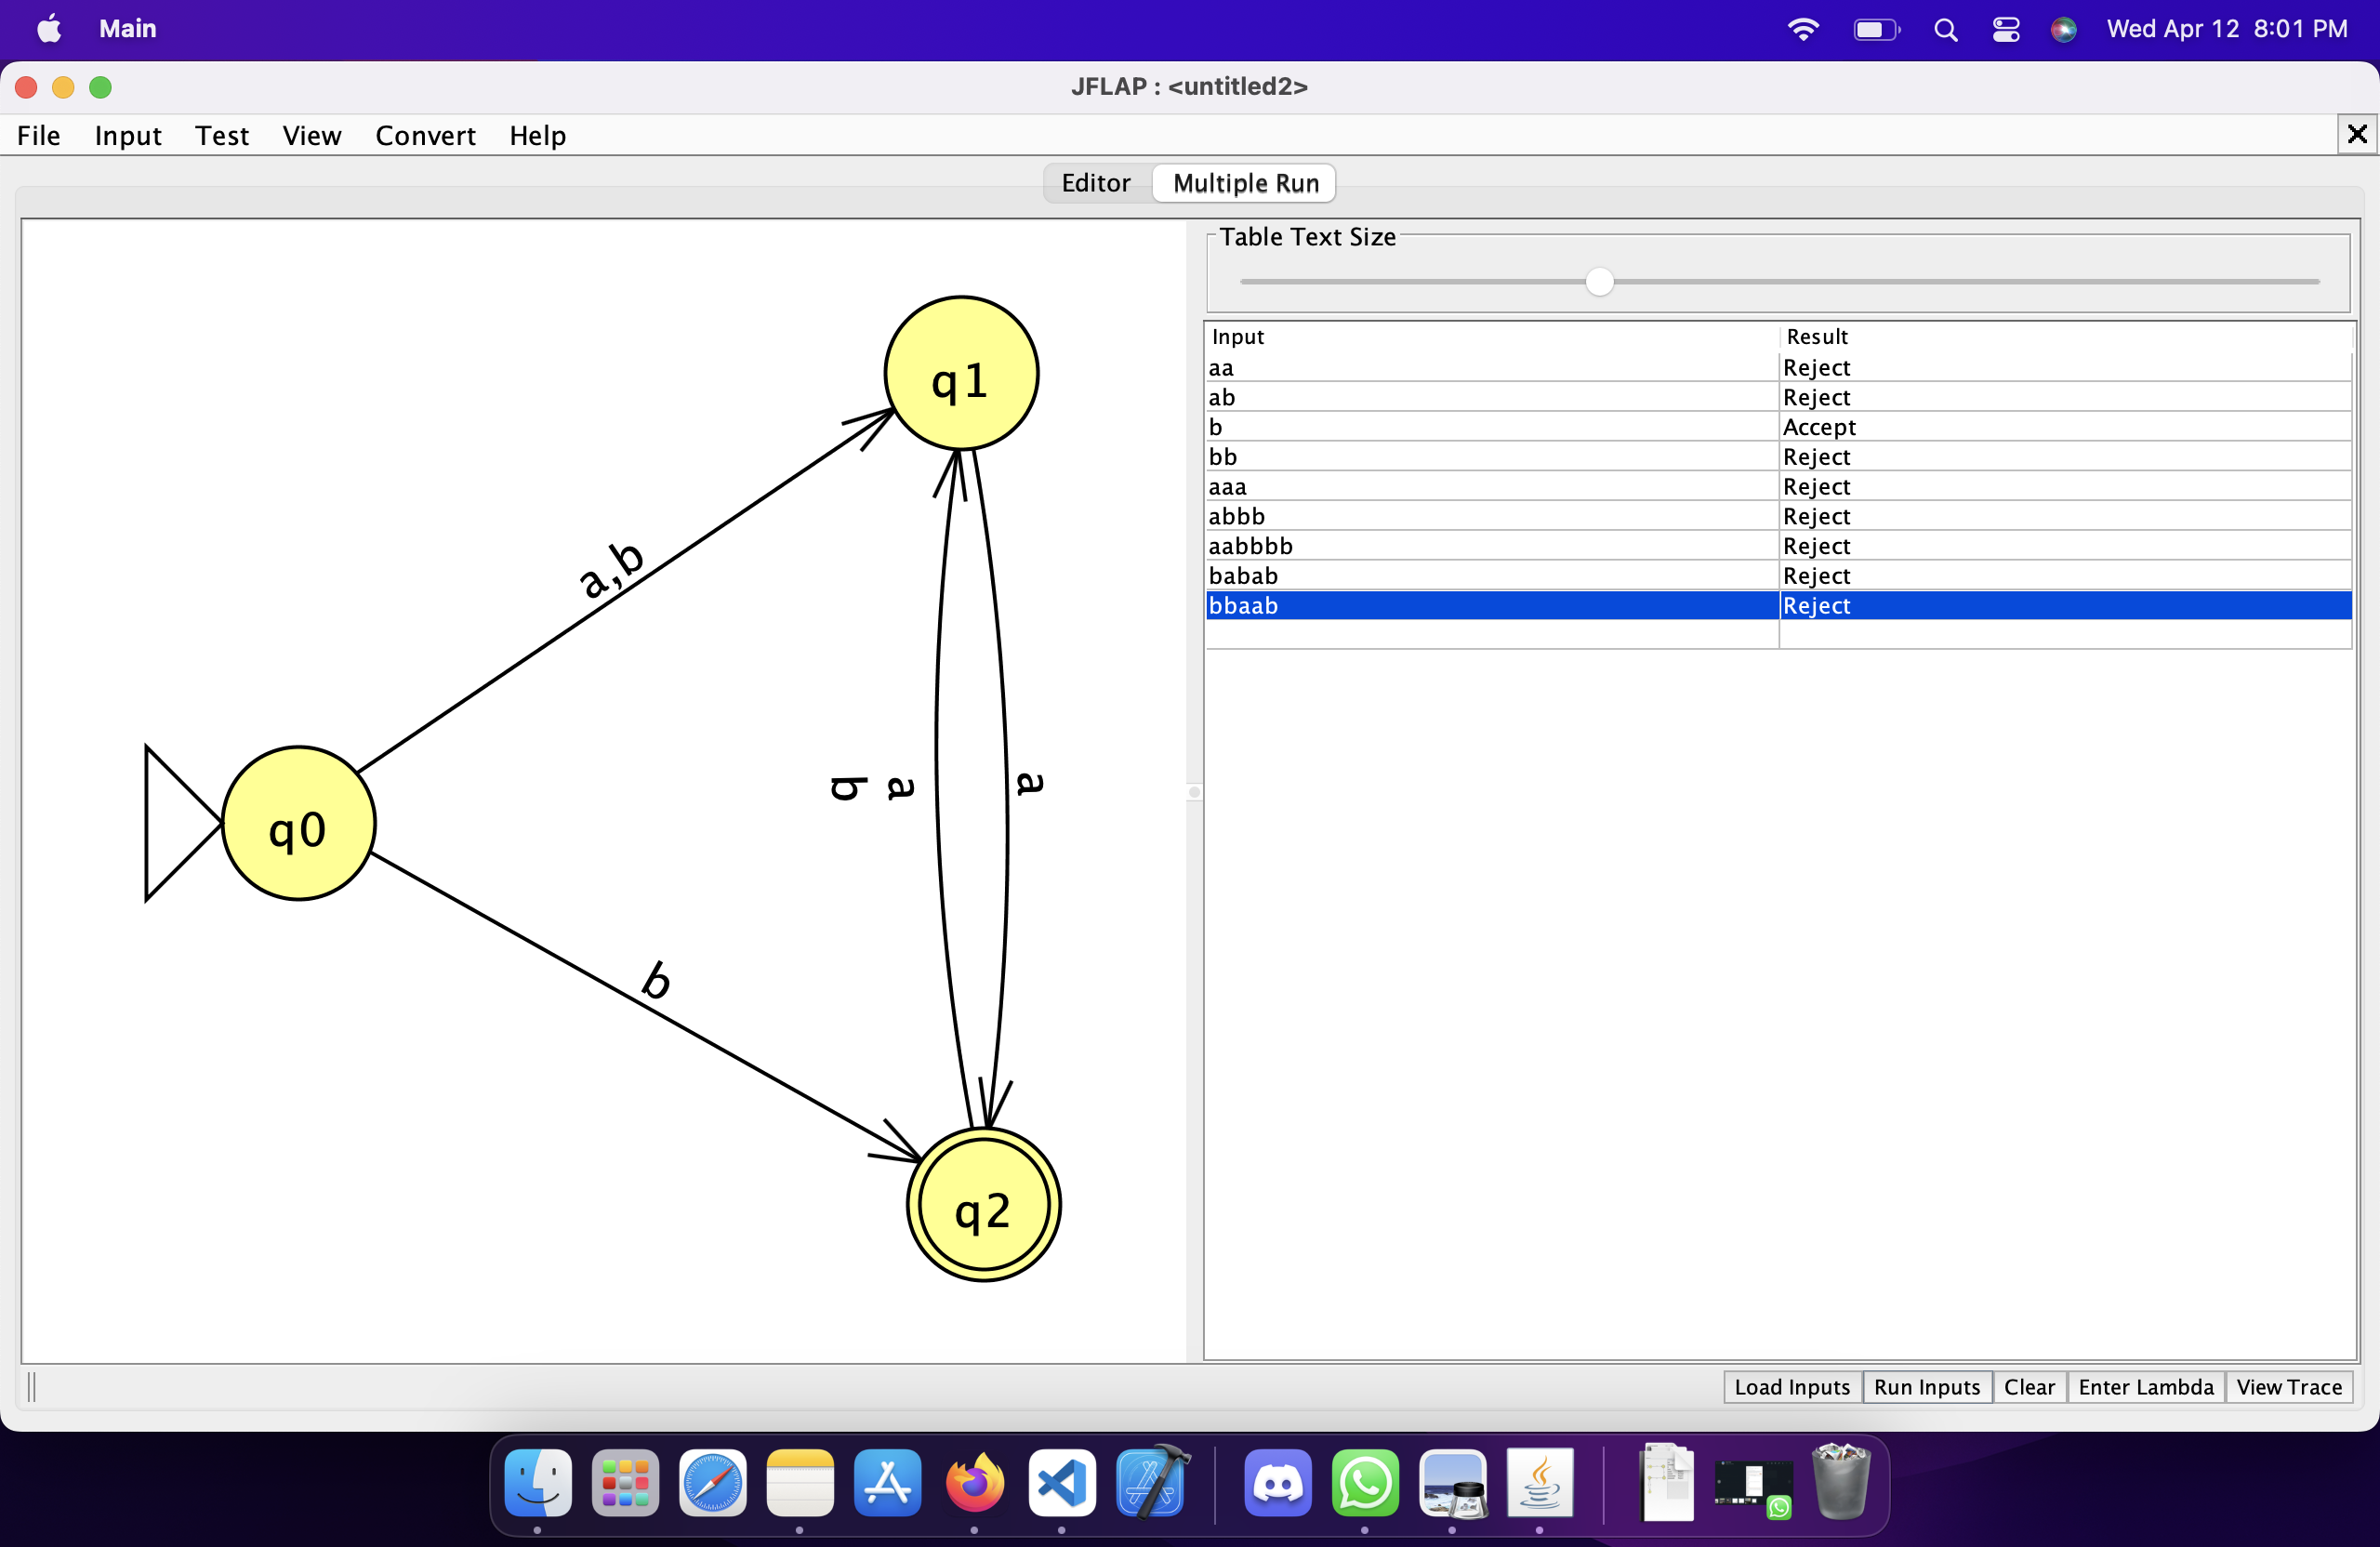 Main
Wed Apr 12 8:01 PM
JFLAP : <untitled2>
File Input Test View Convert Help
Editor Multiple Run
q1
a,b
a
b
a
q0
b
q2
Table Text Size
Input Result
aa Reject
ab Reject
b Accept
bb Reject
aaa Reject
abbb Reject
aabbbb Reject
babab Reject
bbaab Reject
Load Inputs Run Inputs Clear Enter Lambda View Trace